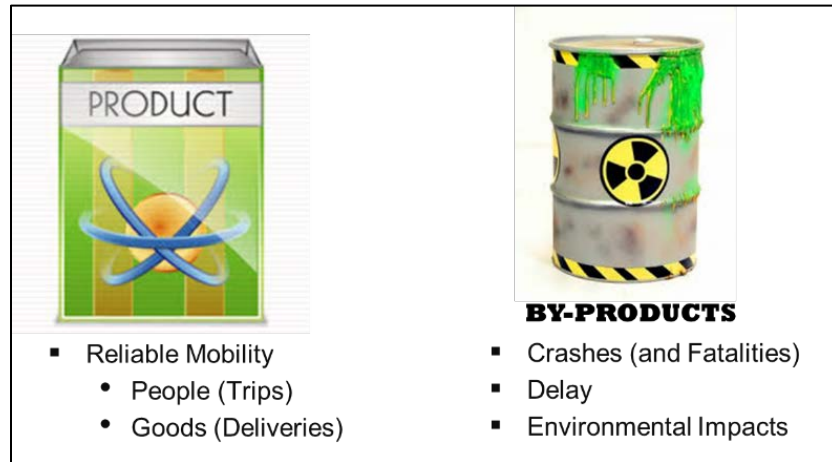 PRODUCT
▪ Reliable Mobility
• People (Trips)
• Goods (Deliveries)
BY-PRODUCTS
▪ Crashes (and Fatalities)
▪ Delay
▪ Environmental Impacts